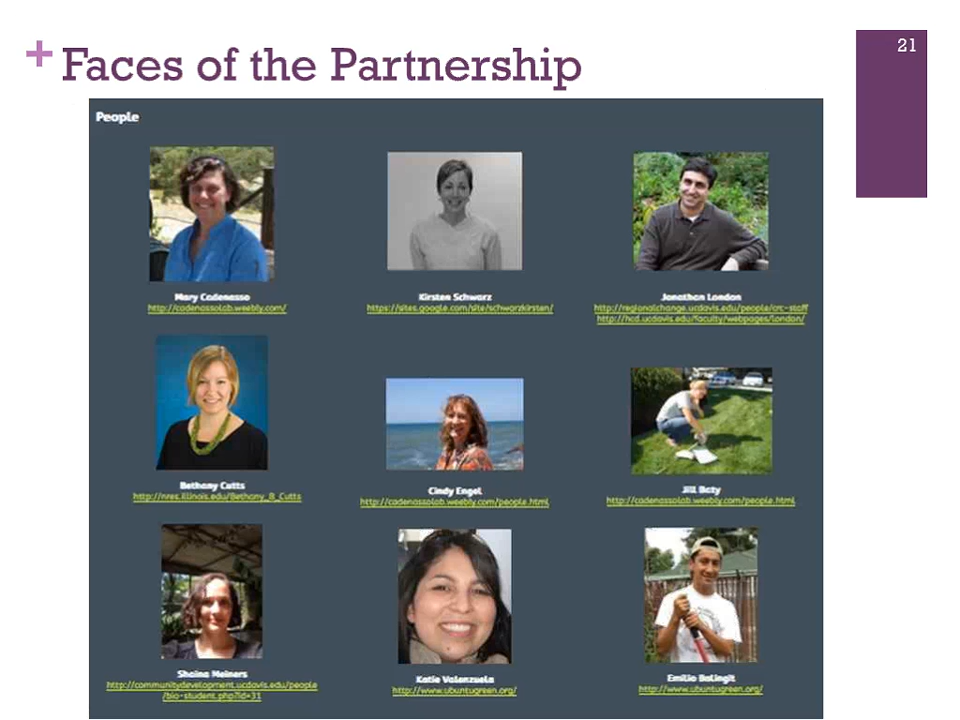 + Faces of the Partnership
21
People
Mary Cadenasso
http://cadenassolab.weebly.com/
Kirsten Schwarz
https://sites.google.com/site/schwarzkirsten/
Jonathan London
http://regionalchange.ucdavis.edu/people/crc-staff
http://hcd.ucdavis.edu/faculty/webpages/london/
Bethany Cutts
http://nres.illinois.edu/Bethany_B_Cutts
Cindy Engel
http://cadenassolab.weebly.com/people.html
Jill Baty
http://cadenassolab.weebly.com/people.html
Shaina Meiners
http://communitydevelopment.ucdavis.edu/people
/bio-student.php?id=31
Katie Valenzuela
http://www.ubuntugreen.org/
Emilio Balingit
http://www.ubuntugreen.org/